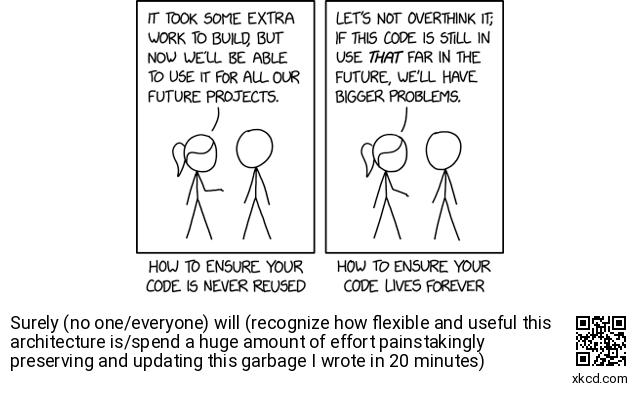 IT TOOK SOME EXTRA
WORK TO BUILD, BUT
NOW WE'LL BE ABLE
TO USE IT FOR ALL OUR
FUTURE PROJECTS.
HOW TO ENSURE YOUR
CODE IS NEVER REUSED
LET'S NOT OVERTHINK IT;
IF THIS CODE IS STILL IN
USE THAT FAR IN THE
FUTURE, WE'LL HAVE
BIGGER PROBLEMS.
HOW TO ENSURE YOUR
CODE LIVES FOREVER
Surely (no one/everyone) will (recognize how flexible and useful this
architecture is/spend a huge amount of effort painstakingly
preserving and updating this garbage I wrote in 20 minutes)
xkcd.com